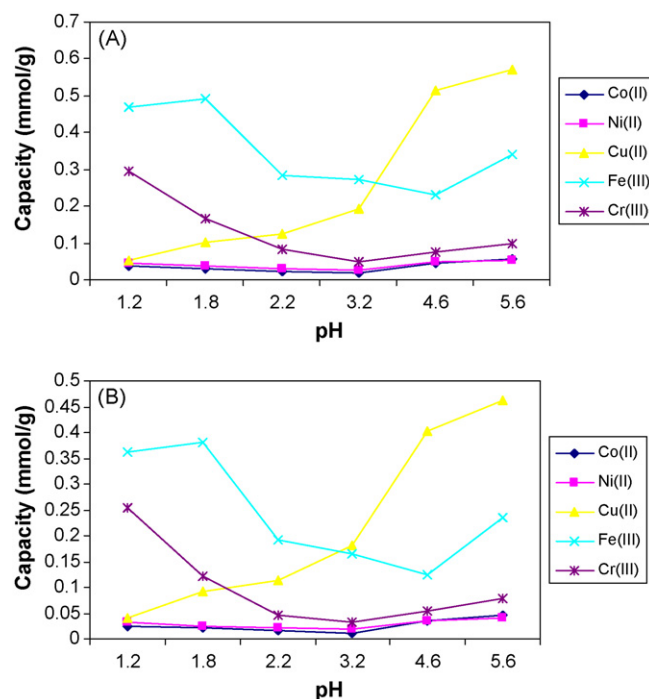 (A)
Capacity (mmol/g)
0.7
0.6
0.5
0.4
0.3
0.2
0.1
0
1.2 1.8 2.2 3.2 4.6 5.6
pH
Co(II)
Ni(II)
Cu(II)
Fe(III)
Cr(III)
(B)
Capacity (mmol/g)
0.5
0.45
0.4
0.35
0.3
0.25
0.2
0.15
0.1
0.05
0
1.2 1.8 2.2 3.2 4.6 5.6
pH
Co(II)
Ni(II)
Cu(II)
Fe(III)
Cr(III)